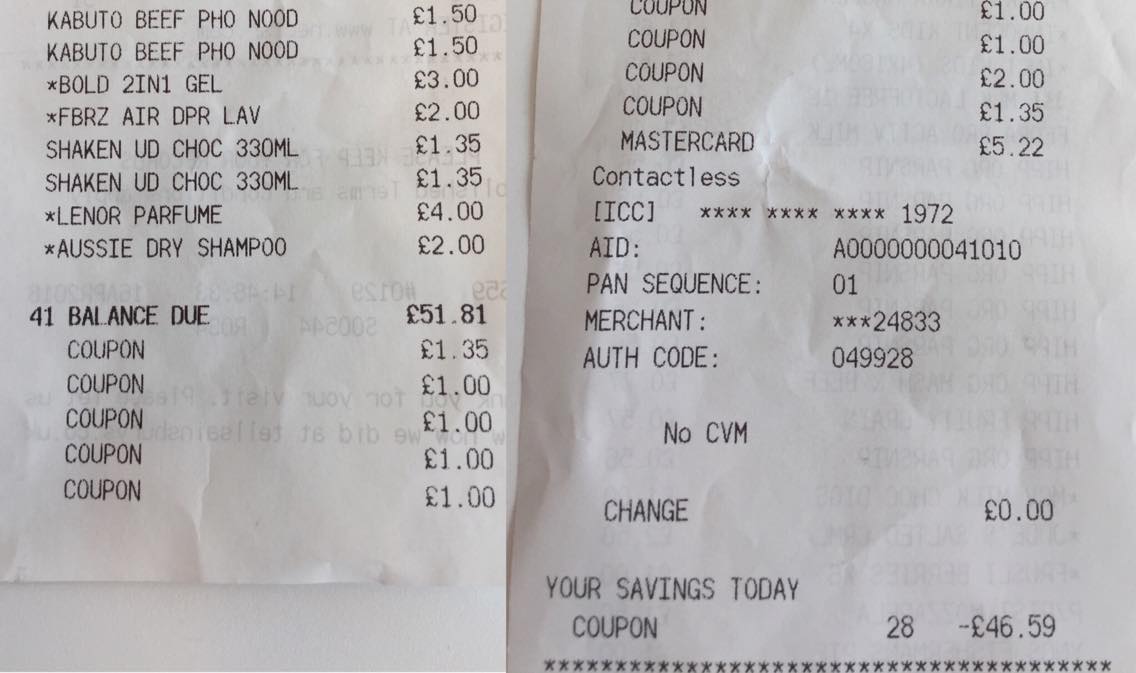 KABUTO BEEF PHO NOOD £1.50
KABUTO BEEF PHO NOOD £1.50
*BOLD 2IN1 GEL £3.00
*FBRZ AIR DPR LAV £2.00
SHAKEN UD CHOC 330ML £1.35
SHAKEN UD CHOC 330ML £1.35
*LENOR PARFUME £4.00
*AUSSIE DRY SHAMPOO £2.00
41 BALANCE DUE £51.81
COUPON £1.35
COUPON £1.00
COUPON £1.00
COUPON £1.00
COUPON £1.00
COUPON £1.00
COUPON £1.00
COUPON £2.00
COUPON £1.35
MASTERCARD £5.22
Contactless
[ICC] **** **** **** 1972
AID: A0000000041010
PAN SEQUENCE: 01
MERCHANT: ***24833
AUTH CODE: 049928
No CVM
CHANGE £0.00
YOUR SAVINGS TODAY
COUPON 28 -£46.59
******************************************